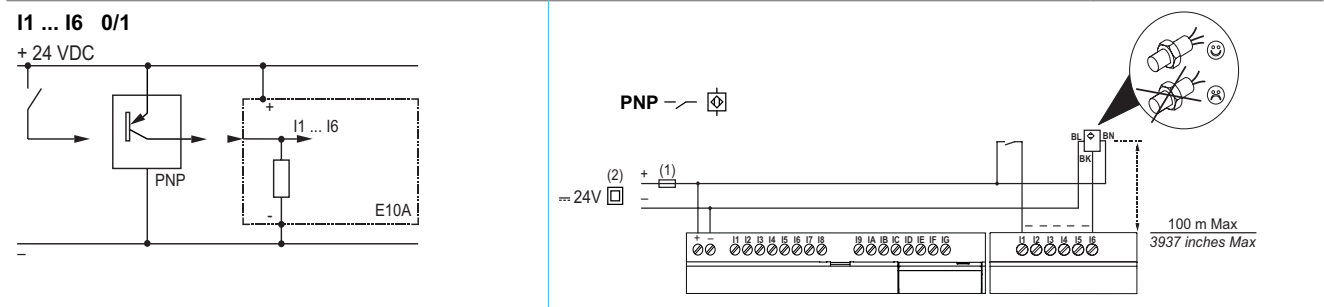 I1 ... I6 0/1
+ 24 VDC
+
I1 ... I6
PNP
-
E10A
–
PNP
BL
BN
BK
(2)
+
(1)
24V
–
100 m Max
3937 inches Max
+ – I1 I2 I3 I4 I5 I6 I7 I8 I9 IA IB IC ID IE IF IG
I1 I2 I3 I4 I5 I6